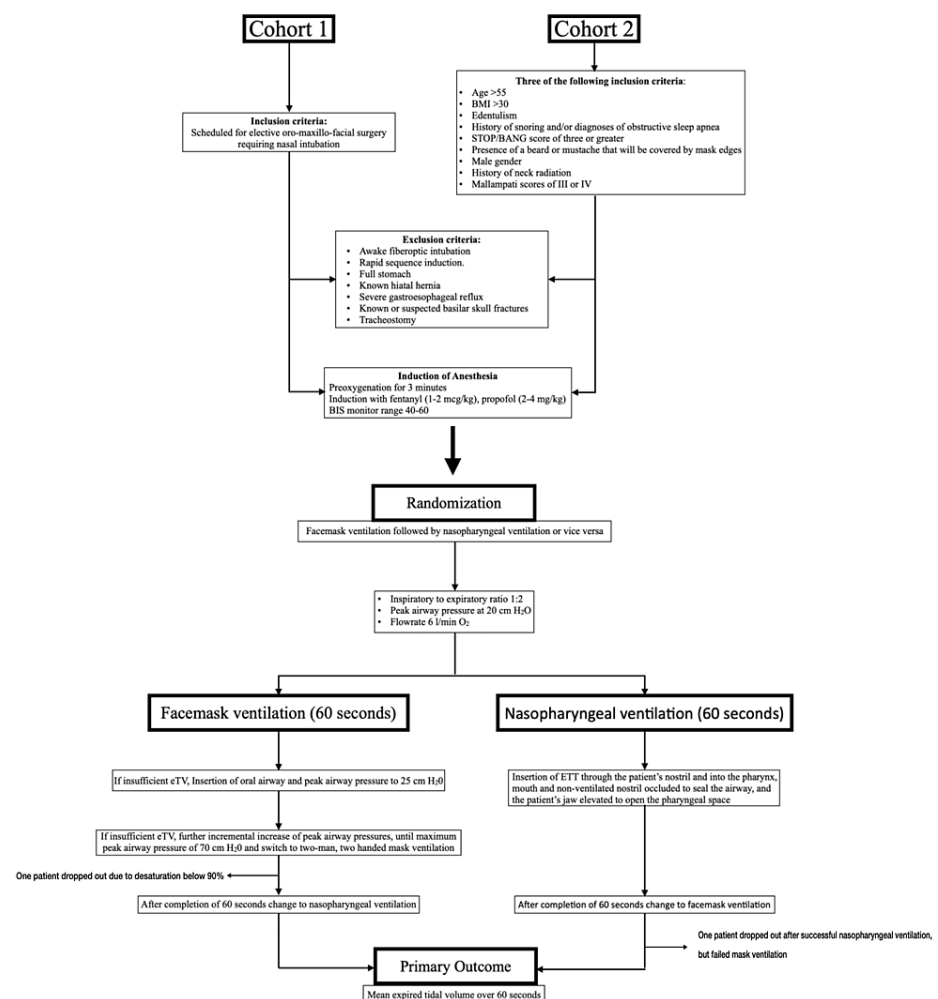 Cohort 1
Cohort 2
Inclusion criteria:
Scheduled for elective oro-maxillo-facial surgery
requiring nasal intubation
Three of the following inclusion criteria:
• Age >55
• BMI >30
• Edentulism
• History of snoring and/or diagnoses of obstructive sleep apnea
• STOP/BANG score of three or greater
• Presence of a beard or mustache that will be covered by mask edges
• Male gender
• History of neck radiation
• Mallampati scores of III or IV
Exclusion criteria:
• Awake fiberoptic intubation
• Rapid sequence induction.
• Full stomach
• Known hiatal hernia
• Severe gastroesophageal reflux
• Known or suspected basilar skull fractures
• Tracheostomy
Induction of Anesthesia
Preoxygenation for 3 minutes
Induction with fentanyl (1-2 mcg/kg), propofol (2-4 mg/kg)
BIS monitor range 40-60
Randomization
Facemask ventilation followed by nasopharyngeal ventilation or vice versa
• Inspiratory to expiratory ratio 1:2
• Peak airway pressure at 20 cm H₂O
• Flowrate 6 l/min O₂
Facemask ventilation (60 seconds)
Nasopharyngeal ventilation (60 seconds)
If insufficient eTV, Insertion of oral airway and peak airway pressure to 25 cm H₂0
Insertion of ETT through the patient's nostril and into the pharynx,
mouth and non-ventilated nostril occluded to seal the airway, and
the patient's jaw elevated to open the pharyngeal space
If insufficient eTV, further incremental increase of peak airway pressures, until maximum
peak airway pressure of 70 cm H₂0 and switch to two-man, two handed mask ventilation
One patient dropped out due to desaturation below 90%
After completion of 60 seconds change to nasopharyngeal ventilation
After completion of 60 seconds change to facemask ventilation
One patient dropped out after successful nasopharyngeal ventilation,
but failed mask ventilation
Primary Outcome
Mean expired tidal volume over 60 seconds